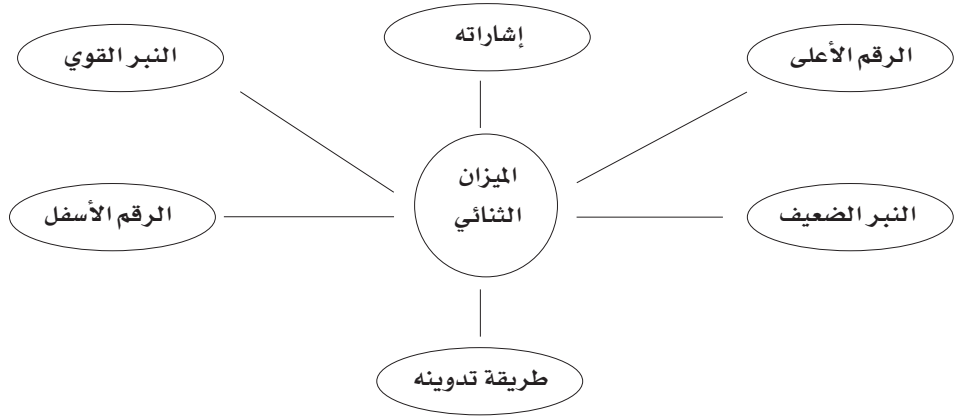 إشاراته
الرقم الأعلى
النبر القوي
الميزان
الثنائي
النبر الضعيف
الرقم الأسفل
طريقة تدوينه